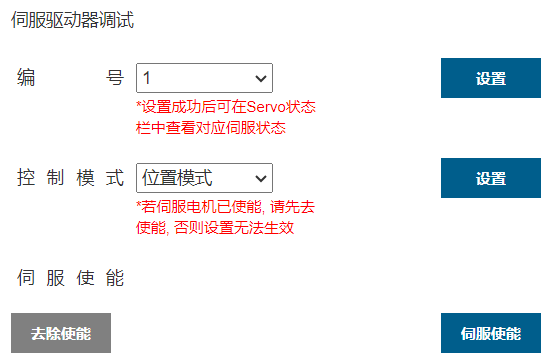 伺服驱动器调试
编号 1 设置
*设置成功后可在Servo状态
栏中查看对应伺服状态
控制模式 位置模式 设置
*若伺服电机已使能, 请先去
使能, 否则设置无法生效
伺服使能
去除使能 伺服使能